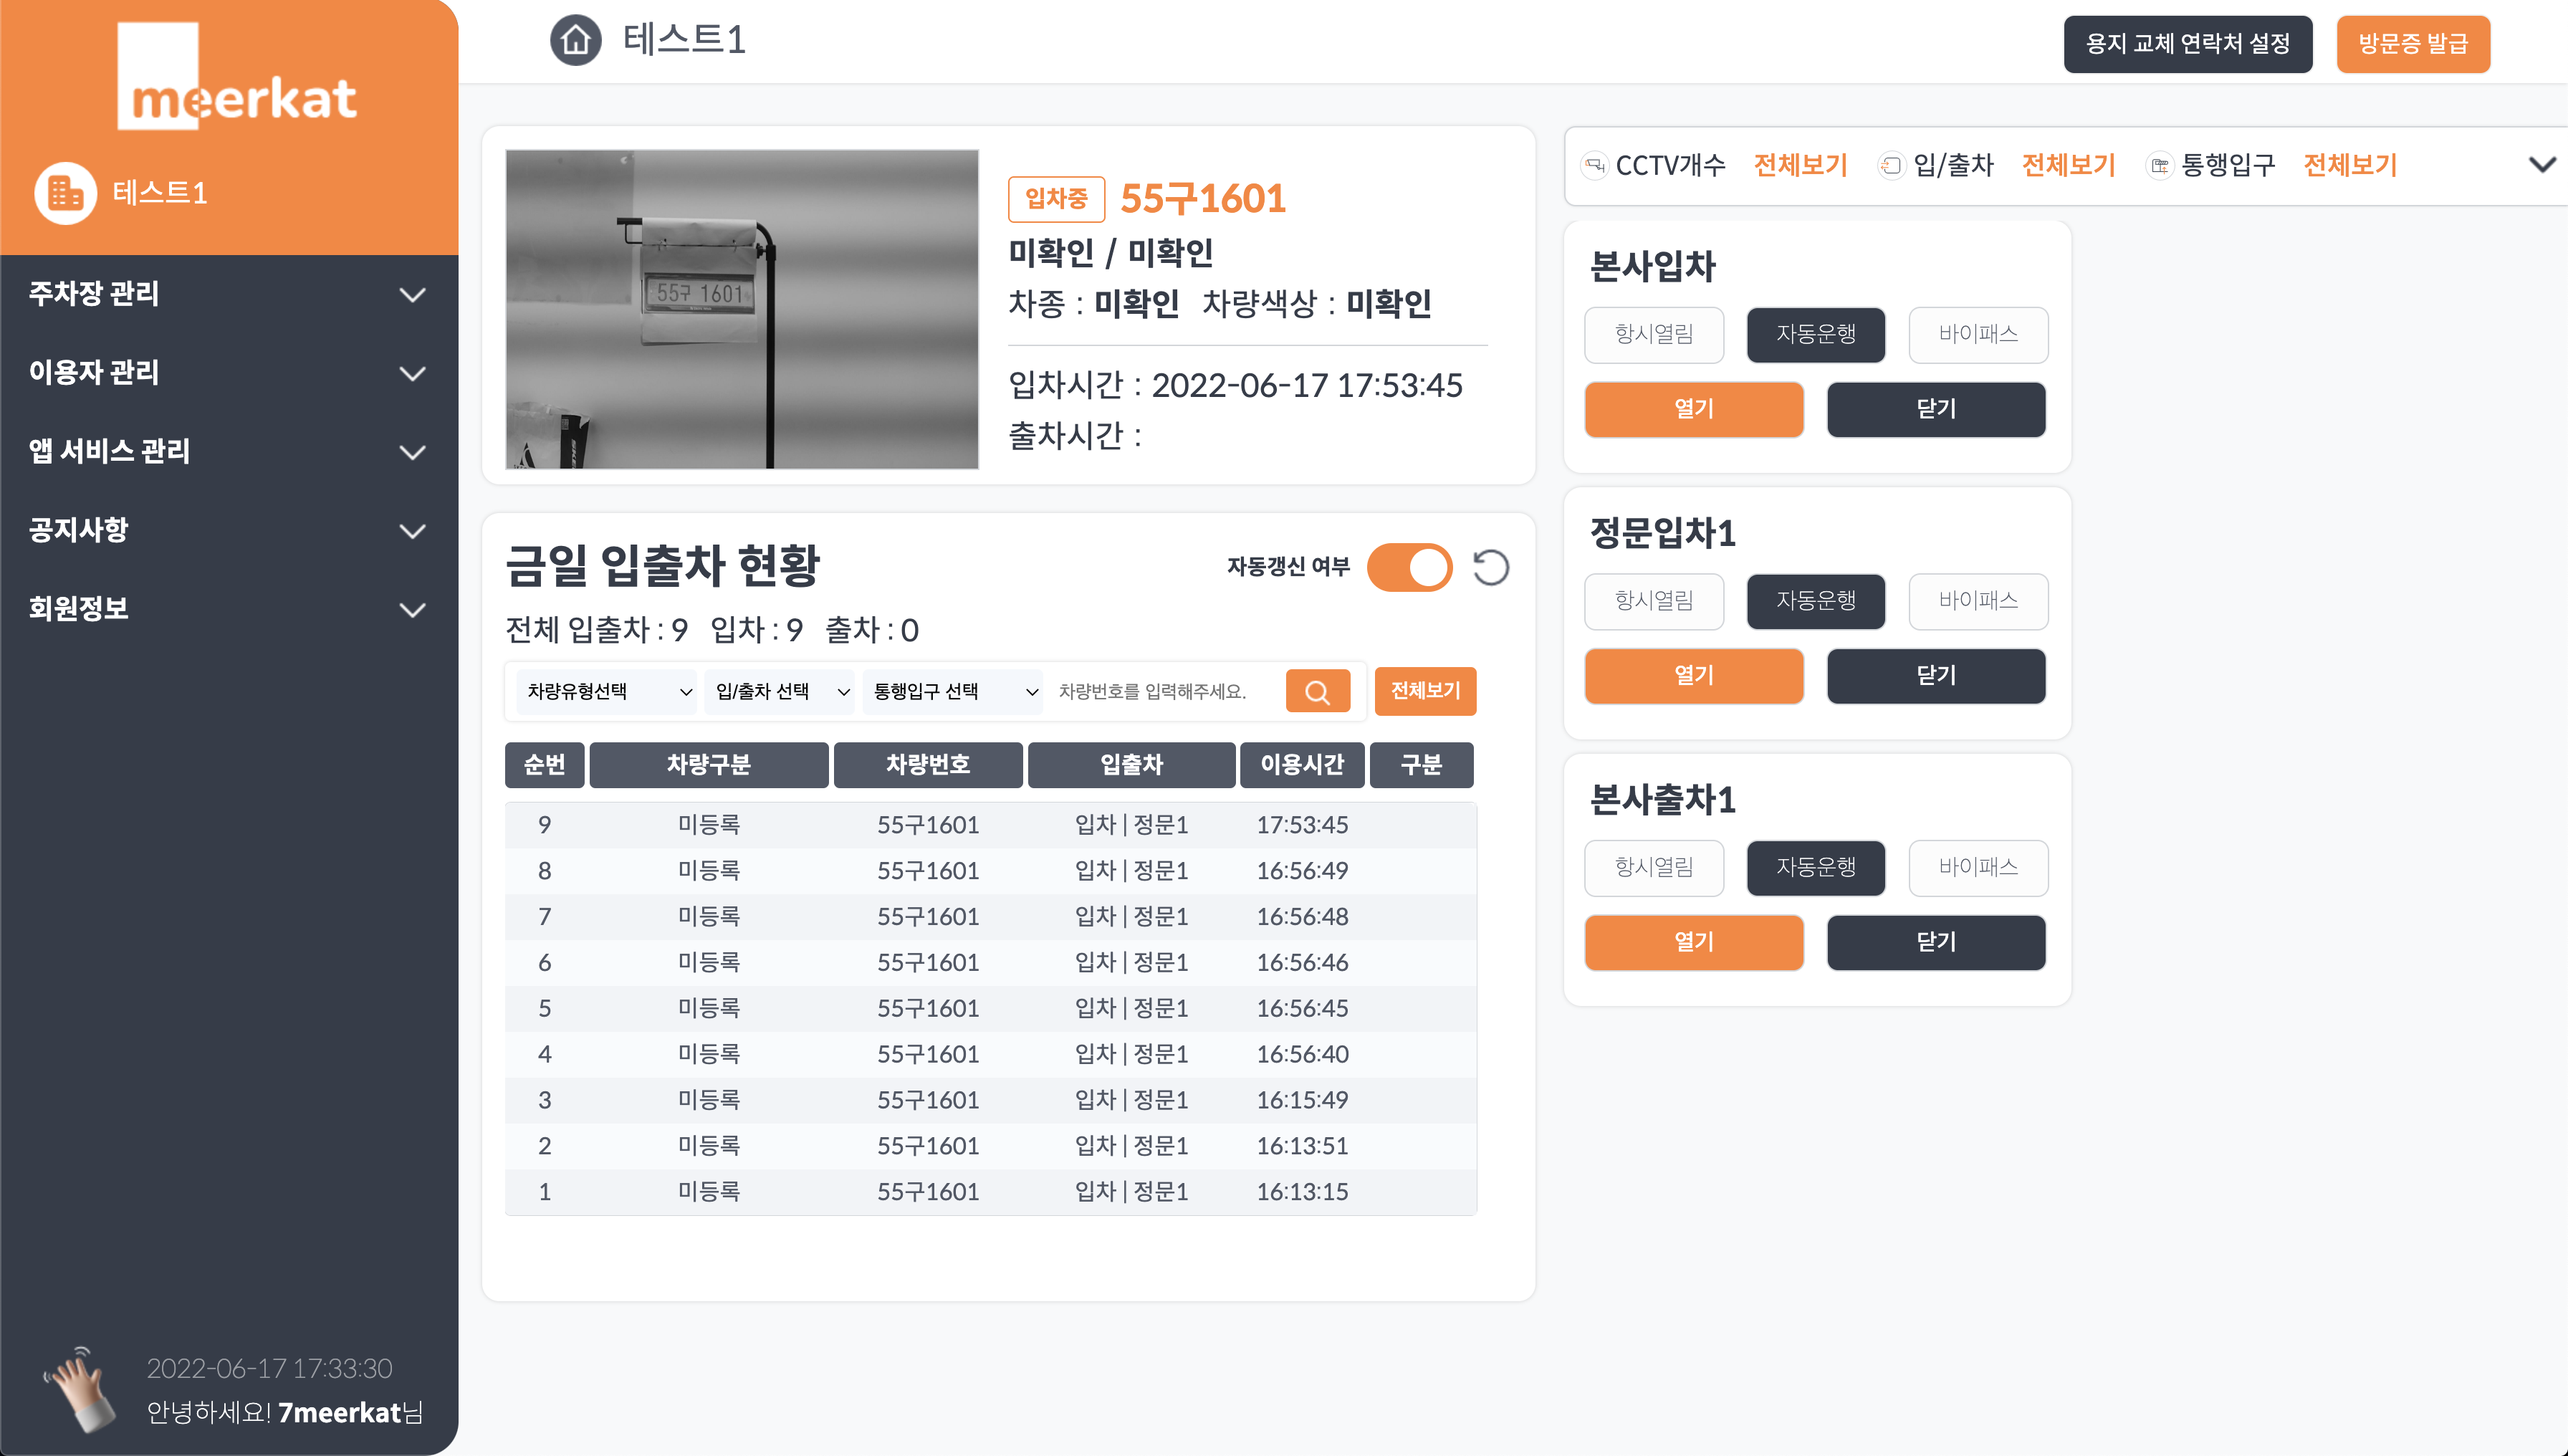 meerkat
테스트1
주차장 관리
이용자 관리
앱 서비스 관리
공지사항
회원정보
2022-06-17 17:33:30
안녕하세요! 7meerkat님
테스트1
용지 교체 연락처 설정
방문증 발급
55구 1601
입차중 55구1601
미확인 / 미확인
차종 : 미확인 차량색상 : 미확인
입차시간 : 2022-06-17 17:53:45
출차시간 :
금일 입출차 현황
자동갱신 여부
전체 입출차 : 9 입차 : 9 출차 : 0
차량유형선택 입/출차 선택 통행입구 선택 차량번호를 입력해주세요. 전체보기
순번 차량구분 차량번호 입출차 이용시간 구분
9 미등록 55구1601 입차 | 정문1 17:53:45
8 미등록 55구1601 입차 | 정문1 16:56:49
7 미등록 55구1601 입차 | 정문1 16:56:48
6 미등록 55구1601 입차 | 정문1 16:56:46
5 미등록 55구1601 입차 | 정문1 16:56:45
4 미등록 55구1601 입차 | 정문1 16:56:40
3 미등록 55구1601 입차 | 정문1 16:15:49
2 미등록 55구1601 입차 | 정문1 16:13:51
1 미등록 55구1601 입차 | 정문1 16:13:15
CCTV개수 전체보기 입/출차 전체보기 통행입구 전체보기
본사입차
항시열림 자동운행 바이패스
열기 닫기
정문입차1
항시열림 자동운행 바이패스
열기 닫기
본사출차1
항시열림 자동운행 바이패스
열기 닫기